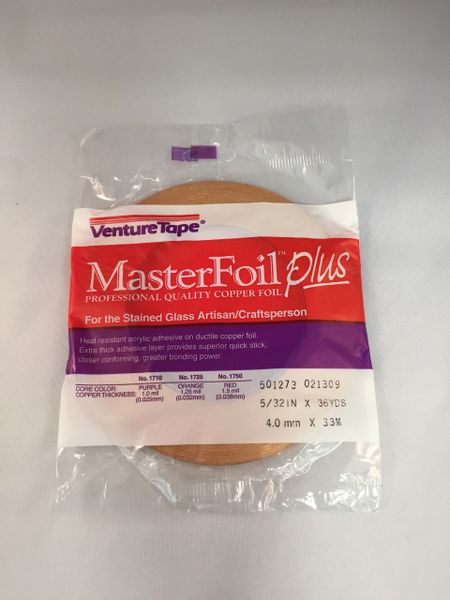 VentureTape®
MasterFoil™ plus
PROFESSIONAL QUALITY COPPER FOIL
For the Stained Glass Artisan/Craftsperson
Heat resistant acrylic adhesive on ductile copper foil.
Extra thick adhesive layer provides superior quick stick,
closer conforming, greater bonding power.
No. 1710 No. 1725 No. 1750
CORE COLOR: PURPLE ORANGE RED
COPPER THICKNESS: 1.0 mil 1.25 mil 1.5 mil
(0.025mm) (0.032mm) (0.038mm)
501273 021309
5/32IN X 36YDS
4.0 mm X 33M